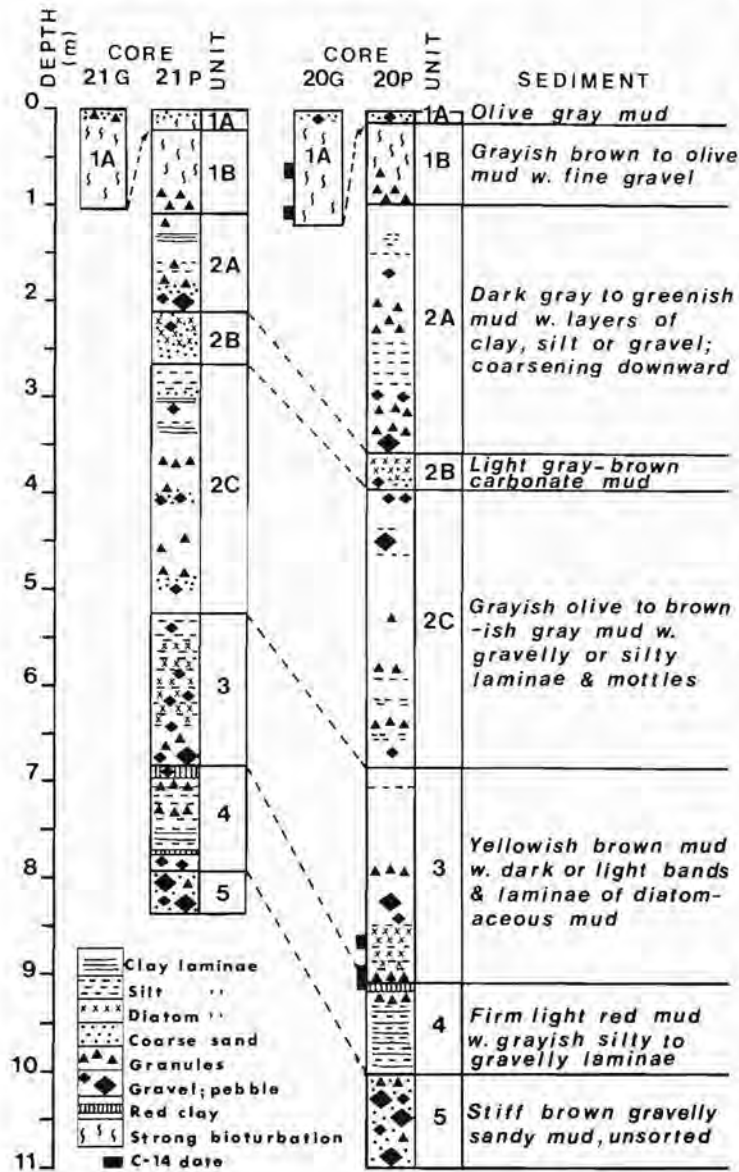 DEPTH (m)
CORE
21G 21P
UNIT
CORE
20G 20P
UNIT
SEDIMENT
0
1
2
3
4
5
6
7
8
9
10
11
1A
1A
1B
2A
2B
2C
3
4
5
1A
1A
1B
2A
2B
2C
3
4
5
Olive gray mud
Grayish brown to olive
mud w. fine gravel
Dark gray to greenish
mud w. layers of
clay, silt or gravel;
coarsening downward
Light gray-brown
carbonate mud
Grayish olive to brown
-ish gray mud w.
gravelly or silty
laminae & mottles
Yellowish brown mud
w. dark or light bands
& laminae of diatom-
aceous mud
Firm light red mud
w. grayish silty to
gravelly laminae
Stiff brown gravelly
sandy mud, unsorted
Clay laminae
Silt ,,
Diatom ,,
Coarse sand
Granules
Gravel; pebble
Red clay
Strong bioturbation
C-14 date